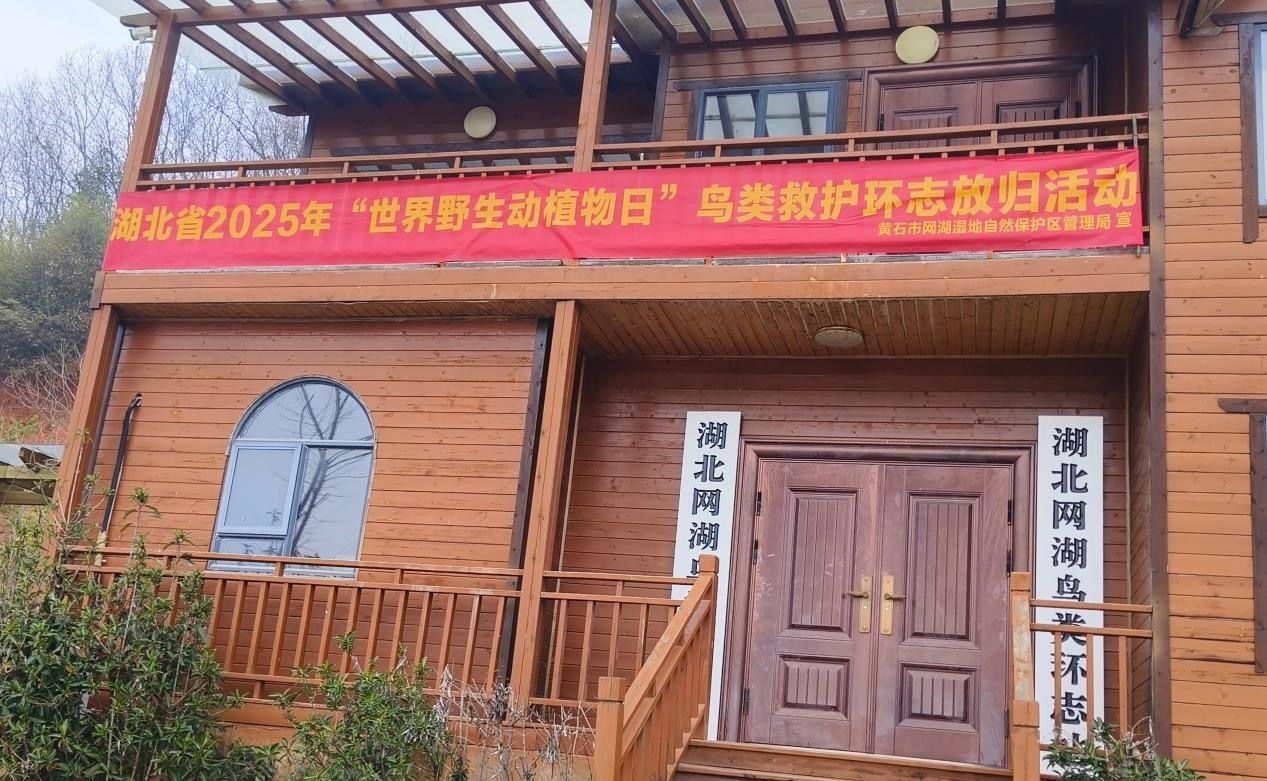 湖北省2025年“世界野生动植物日”鸟类救护环志放归活动
黄石市网湖湿地自然保护区管理局 宣
湖北网湖
湖北网湖鸟类环志